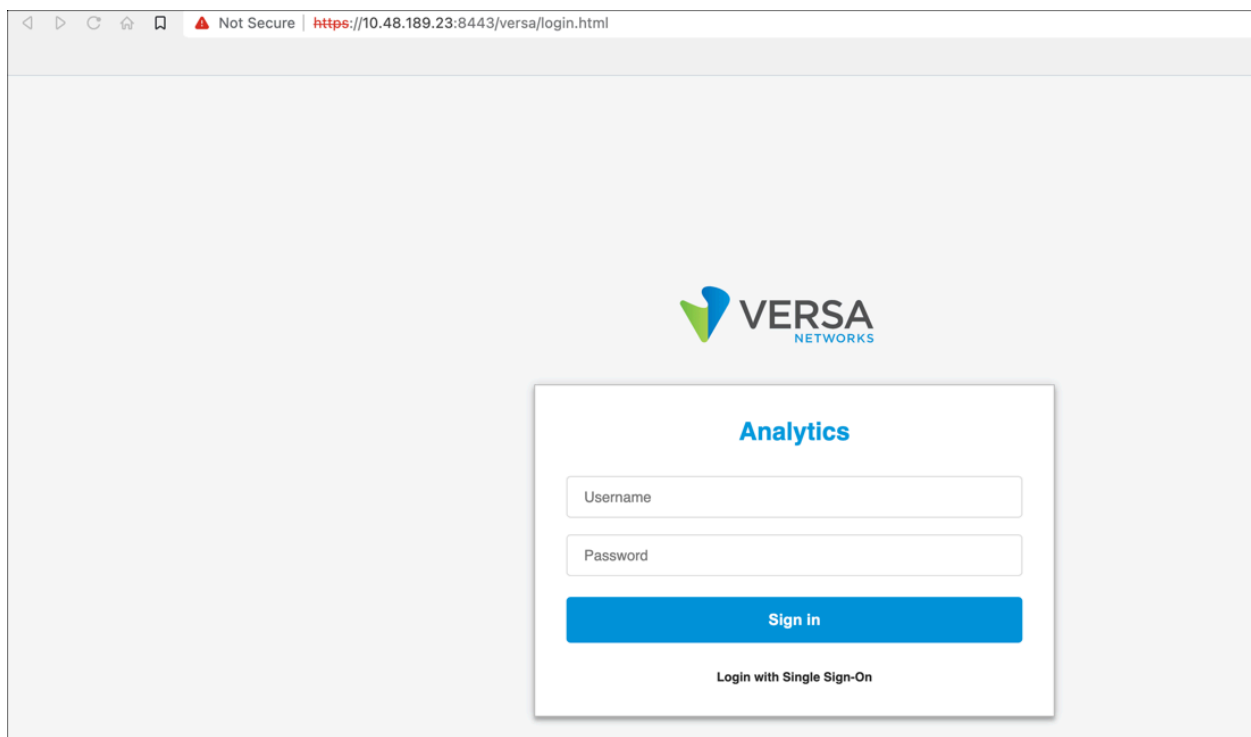 Not Secure | https://10.48.189.23:8443/versa/login.html
VERSA
NETWORKS
Analytics
Username
Password
Sign in
Login with Single Sign-On